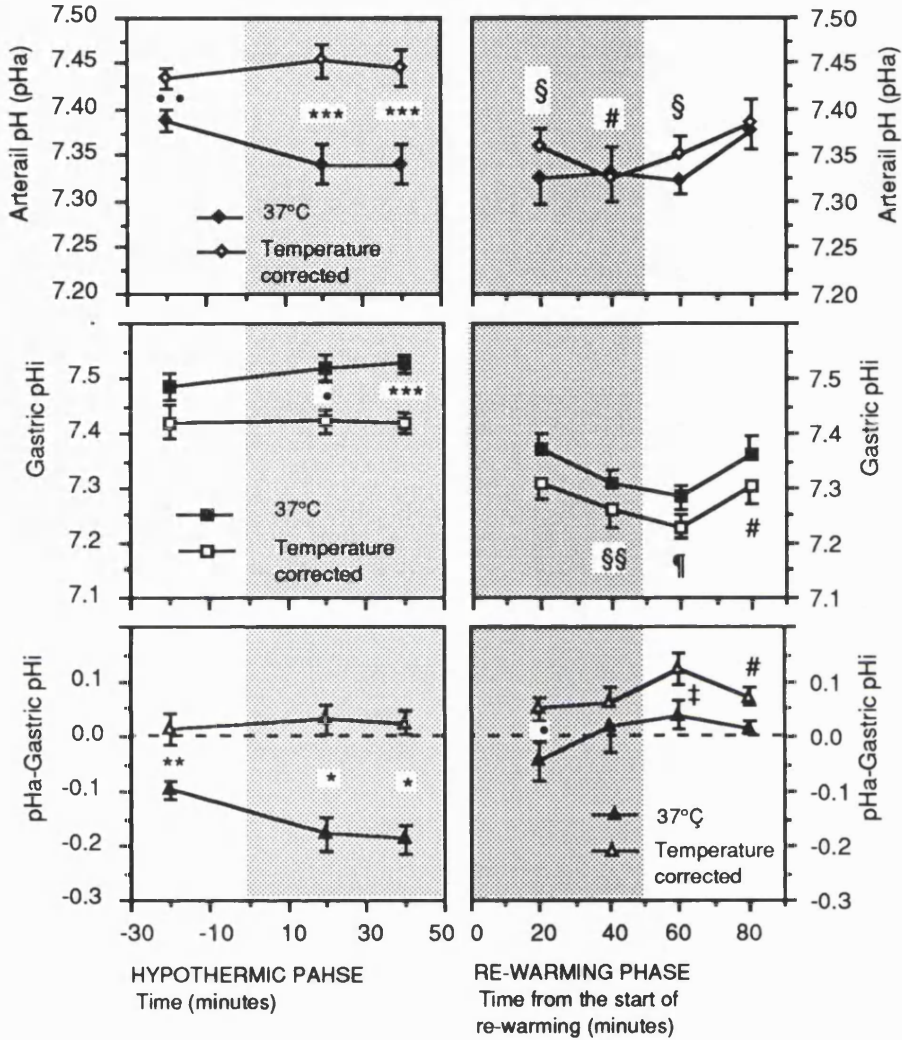 Arterail pH (pHa)
7.50
7.45
7.40
7.35
7.30
7.25
7.20
• •
***
***
37°C
Temperature
corrected
§
#
§
7.50
7.45
7.40
7.35
7.30
7.25
7.20
Arterail pH (pHa)
Gastric pHi
7.5
7.4
7.3
7.2
7.1
•
***
37°C
Temperature
corrected
§§
¶
#
7.5
7.4
7.3
7.2
7.1
Gastric pHi
pHa-Gastric pHi
0.1
0.0
-0.1
-0.2
-0.3
**
*
*
•
‡
#
37°Ç
Temperature
corrected
0.1
0.0
-0.1
-0.2
-0.3
pHa-Gastric pHi
-30 -10 10 30 50
0 20 40 60 80
HYPOTHERMIC PAHSE
Time (minutes)
RE-WARMING PHASE
Time from the start of
re-warming (minutes)